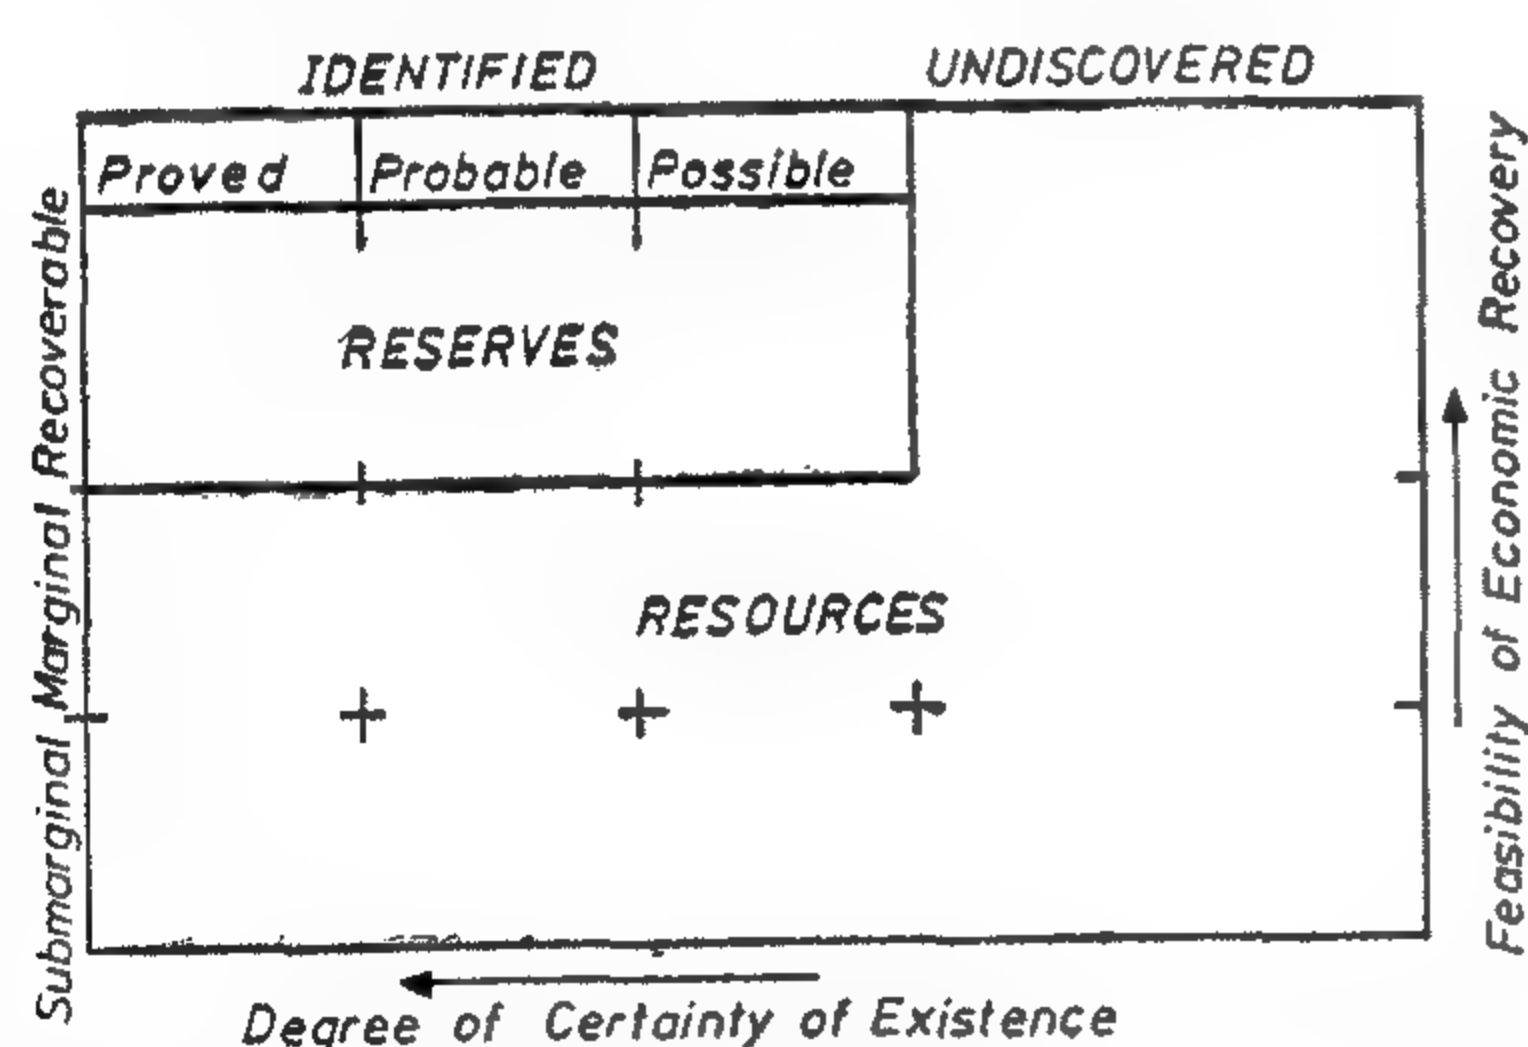 IDENTIFIED
UNDISCOVERED
Proved
Probable
Possible
RESERVES
RESOURCES
Submarginal Marginal Recoverable
Feasibility of Economic Recovery
Degree of Certainty of Existence